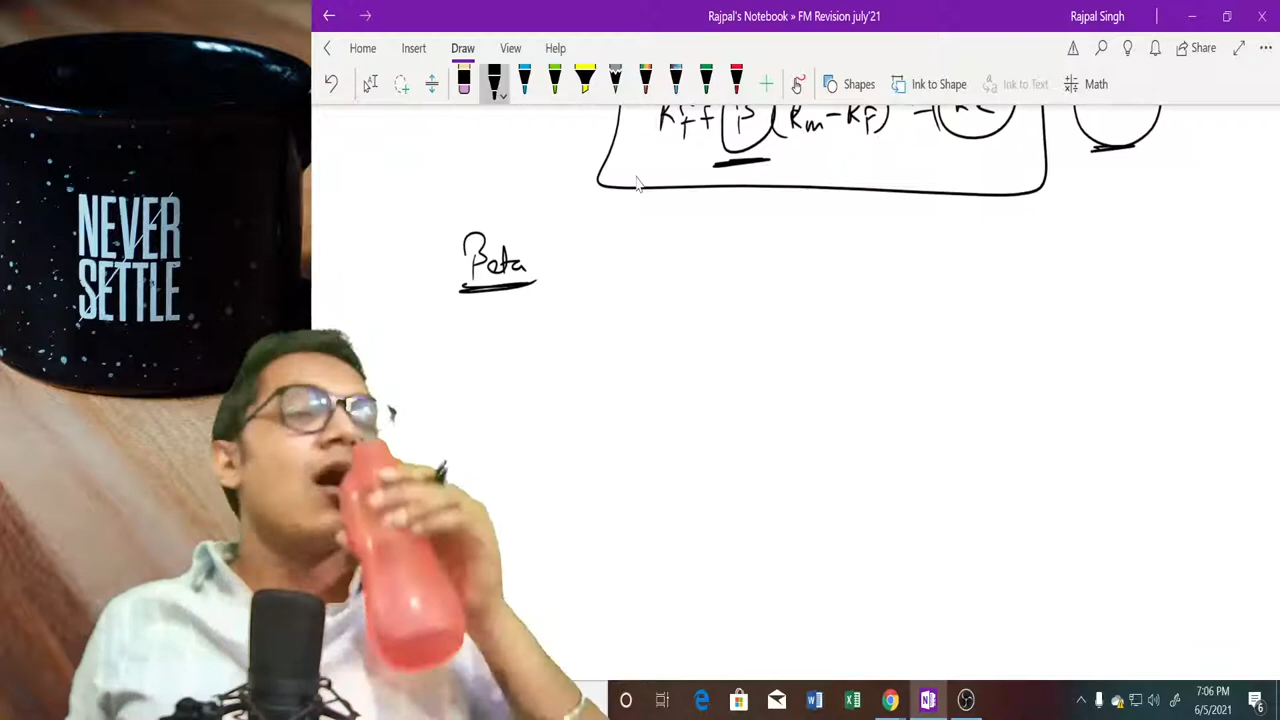 Rajpal's Notebook » FM Revision july'21
Rajpal Singh
Home Insert Draw View Help
Share
Shapes
Ink to Shape
Ink to Text
Math
Rf + β (Rm - Rf) =
Beta
NEVER
SETTLE
7:06 PM
6/5/2021
6